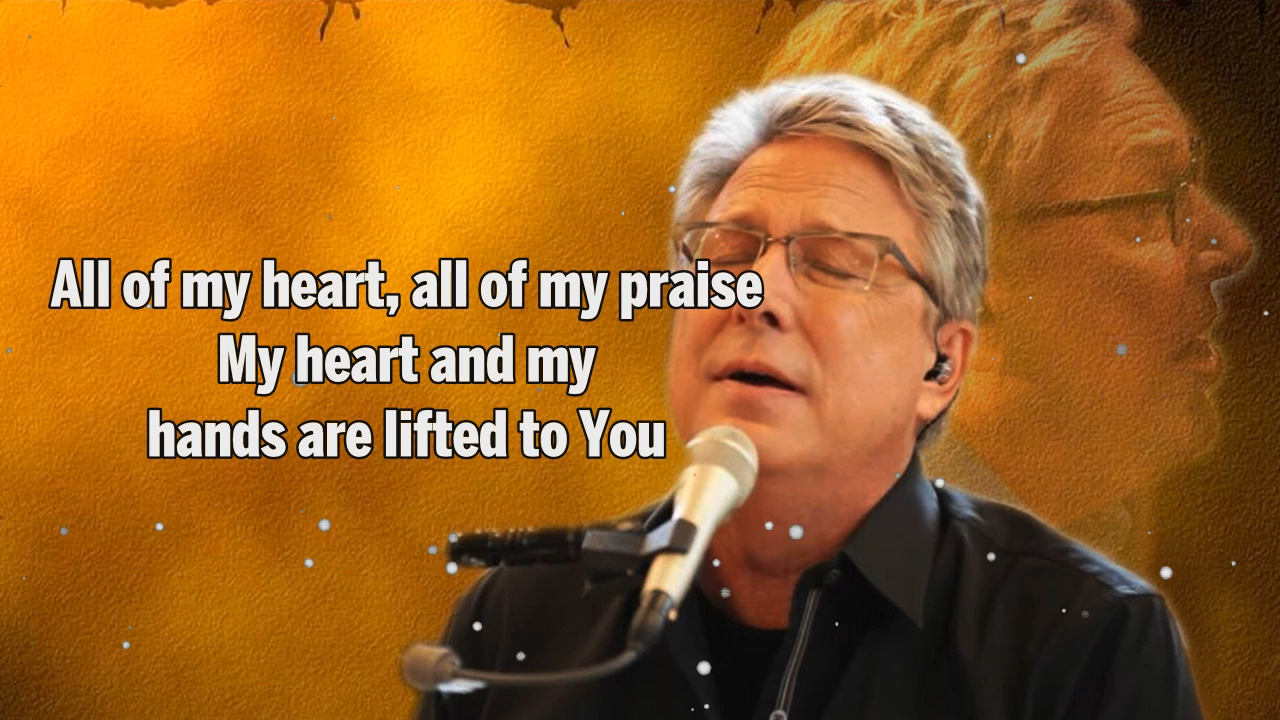 All of my heart, all of my praise
My heart and my
hands are lifted to You